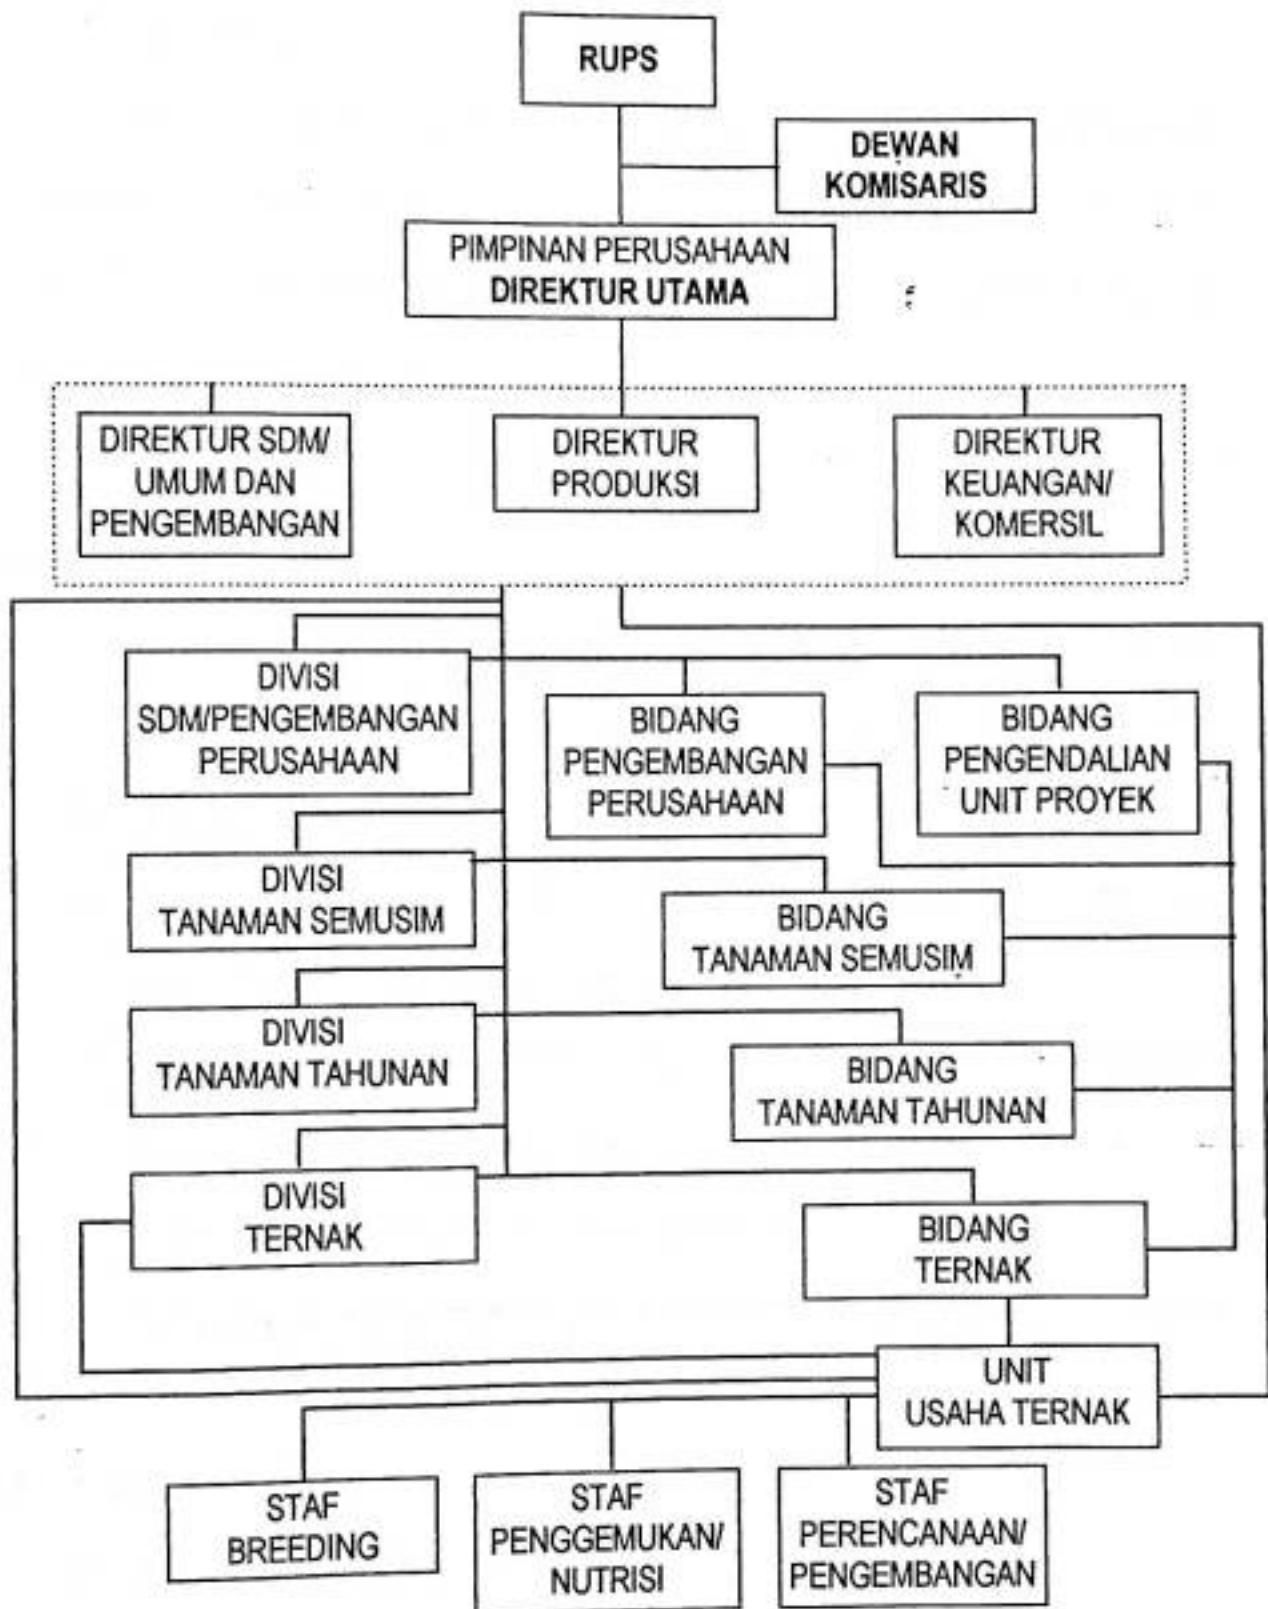 RUPS
DEWAN
KOMISARIS
PIMPINAN PERUSAHAAN
DIREKTUR UTAMA
DIREKTUR SDM/
UMUM DAN
PENGEMBANGAN
DIREKTUR
PRODUKSI
DIREKTUR
KEUANGAN/
KOMERSIL
DIVISI
SDM/PENGEMBANGAN
PERUSAHAAN
BIDANG
PENGEMBANGAN
PERUSAHAAN
BIDANG
PENGENDALIAN
UNIT PROYEK
DIVISI
TANAMAN SEMUSIM
BIDANG
TANAMAN SEMUSIM
DIVISI
TANAMAN TAHUNAN
BIDANG
TANAMAN TAHUNAN
DIVISI
TERNAK
BIDANG
TERNAK
UNIT
USAHA TERNAK
STAF
BREEDING
STAF
PENGGEMUKAN/
NUTRISI
STAF
PERENCANAAN/
PENGEMBANGAN